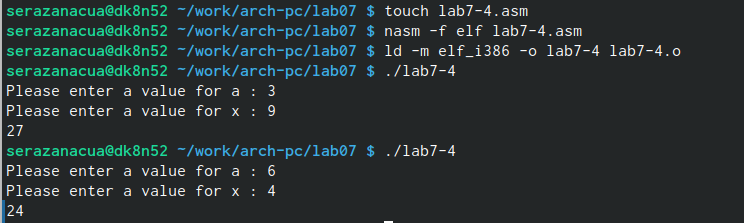 serazanacua@dk8n52 ~/work/arch-pc/lab07 $ touch lab7-4.asm
serazanacua@dk8n52 ~/work/arch-pc/lab07 $ nasm -f elf lab7-4.asm
serazanacua@dk8n52 ~/work/arch-pc/lab07 $ ld -m elf_i386 -o lab7-4 lab7-4.o
serazanacua@dk8n52 ~/work/arch-pc/lab07 $ ./lab7-4
Please enter a value for a : 3
Please enter a value for x : 9
27
serazanacua@dk8n52 ~/work/arch-pc/lab07 $ ./lab7-4
Please enter a value for a : 6
Please enter a value for x : 4
24